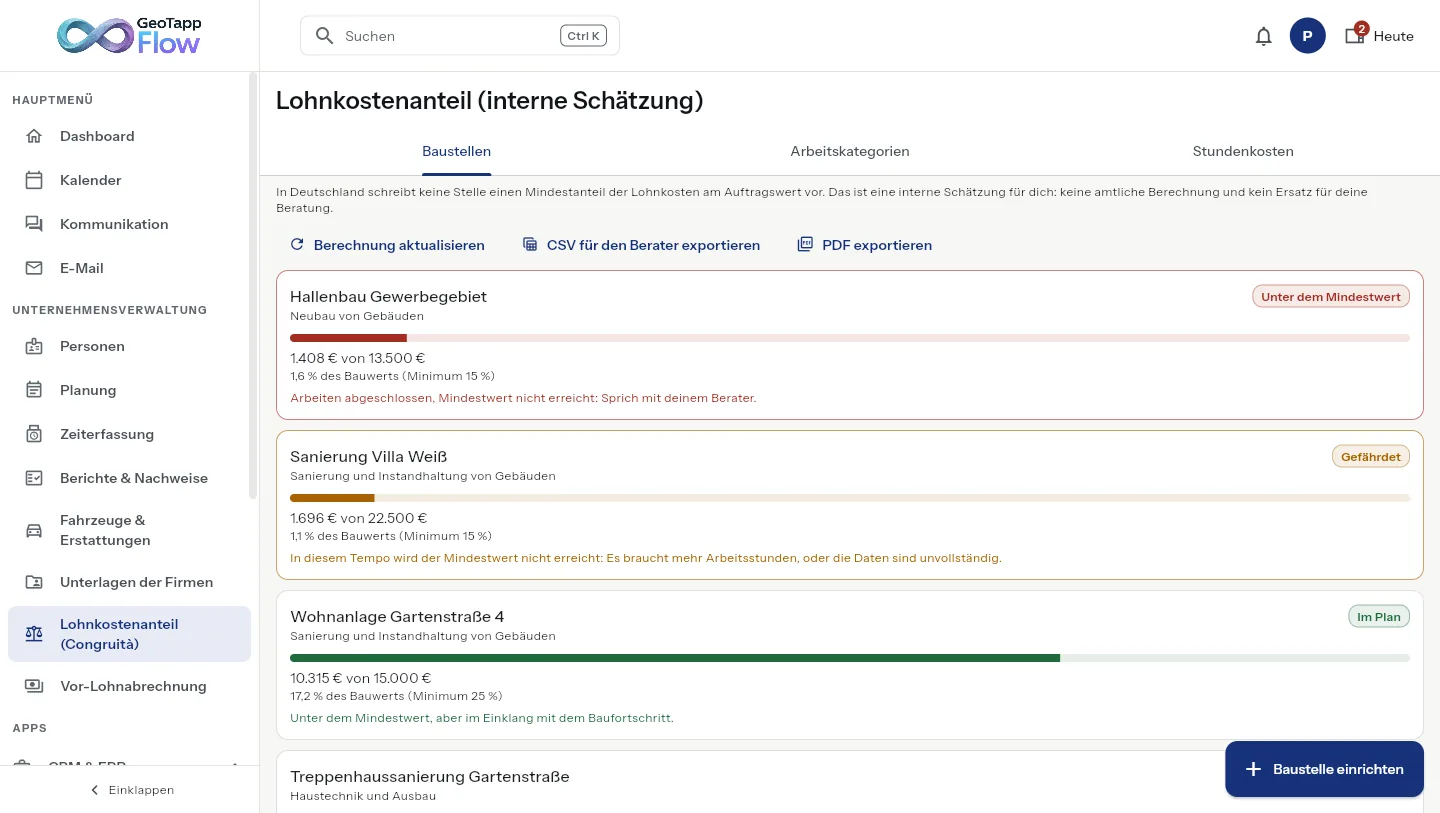 GeoTapp
Flow
Suchen
Ctrl K
P
2
Heute
HAUPTMENÜ
Dashboard
Kalender
Kommunikation
E-Mail
UNTERNEHMENSVERWALTUNG
Personen
Planung
Zeiterfassung
Berichte & Nachweise
Fahrzeuge &
Erstattungen
Unterlagen der Firmen
Lohnkostenanteil
(Congruità)
Vor-Lohnabrechnung
APPS
CRM & ERP
Einklappen
Lohnkostenanteil (interne Schätzung)
Baustellen
Arbeitskategorien
Stundenkosten
In Deutschland schreibt keine Stelle einen Mindestanteil der Lohnkosten am Auftragswert vor. Das ist eine interne Schätzung für dich: keine amtliche Berechnung und kein Ersatz für deine
Beratung.
Berechnung aktualisieren
CSV für den Berater exportieren
PDF exportieren
Hallenbau Gewerbegebiet
Unter dem Mindestwert
Neubau von Gebäuden
1.408 € von 13.500 €
1,6 % des Bauwerts (Minimum 15 %)
Arbeiten abgeschlossen, Mindestwert nicht erreicht: Sprich mit deinem Berater.
Sanierung Villa Weiß
Gefährdet
Sanierung und Instandhaltung von Gebäuden
1.696 € von 22.500 €
1,1 % des Bauwerts (Minimum 15 %)
In diesem Tempo wird der Mindestwert nicht erreicht: Es braucht mehr Arbeitsstunden, oder die Daten sind unvollständig.
Wohnanlage Gartenstraße 4
Im Plan
Sanierung und Instandhaltung von Gebäuden
10.315 € von 15.000 €
17,2 % des Bauwerts (Minimum 25 %)
Unter dem Mindestwert, aber im Einklang mit dem Baufortschritt.
Treppenhaussanierung Gartenstraße
Haustechnik und Ausbau
Baustelle einrichten